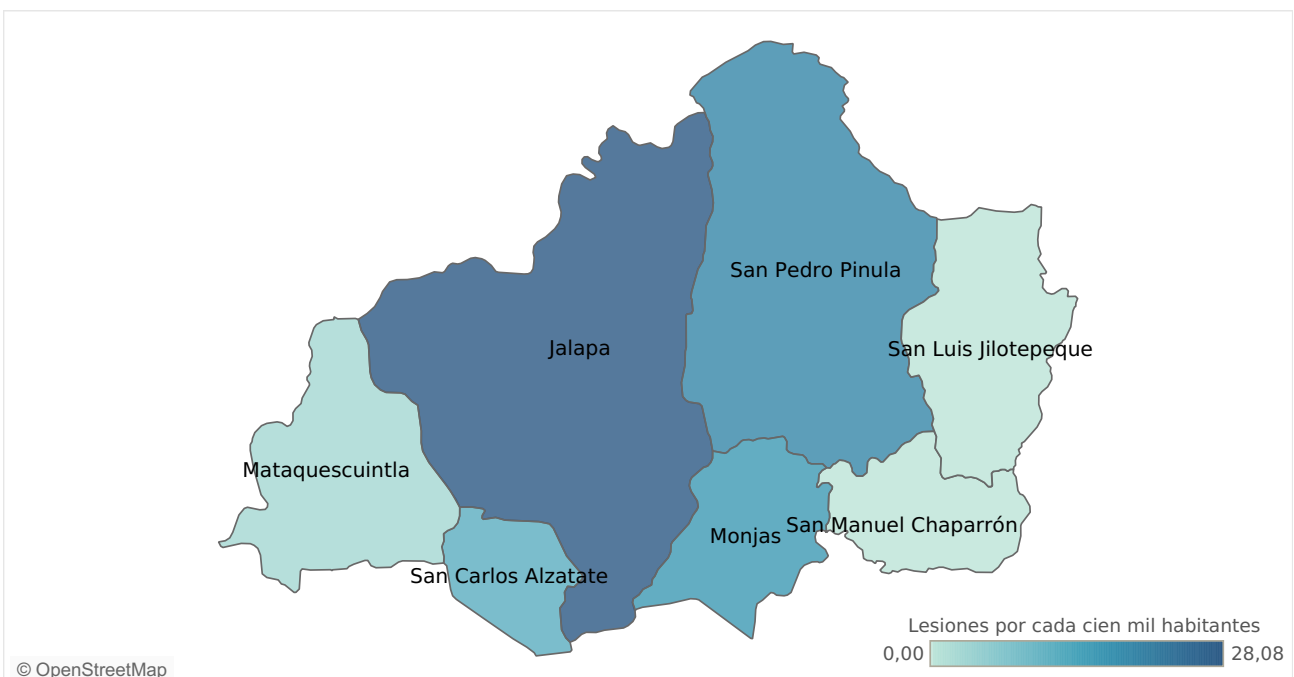 San Pedro Pinula
Jalapa
San Luis Jilotepeque
Mataquescuintla
San Manuel Chaparrón
Monjas
San Carlos Alzatate
Lesiones por cada cien mil habitantes
0,00 28,08
© OpenStreetMap